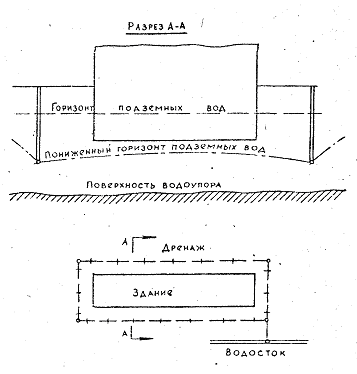 Разрез А-А
Горизонт подземных вод
Пониженный горизонт подземных вод
Поверхность водоупора
А
Дренаж
Здание
А
Водосток